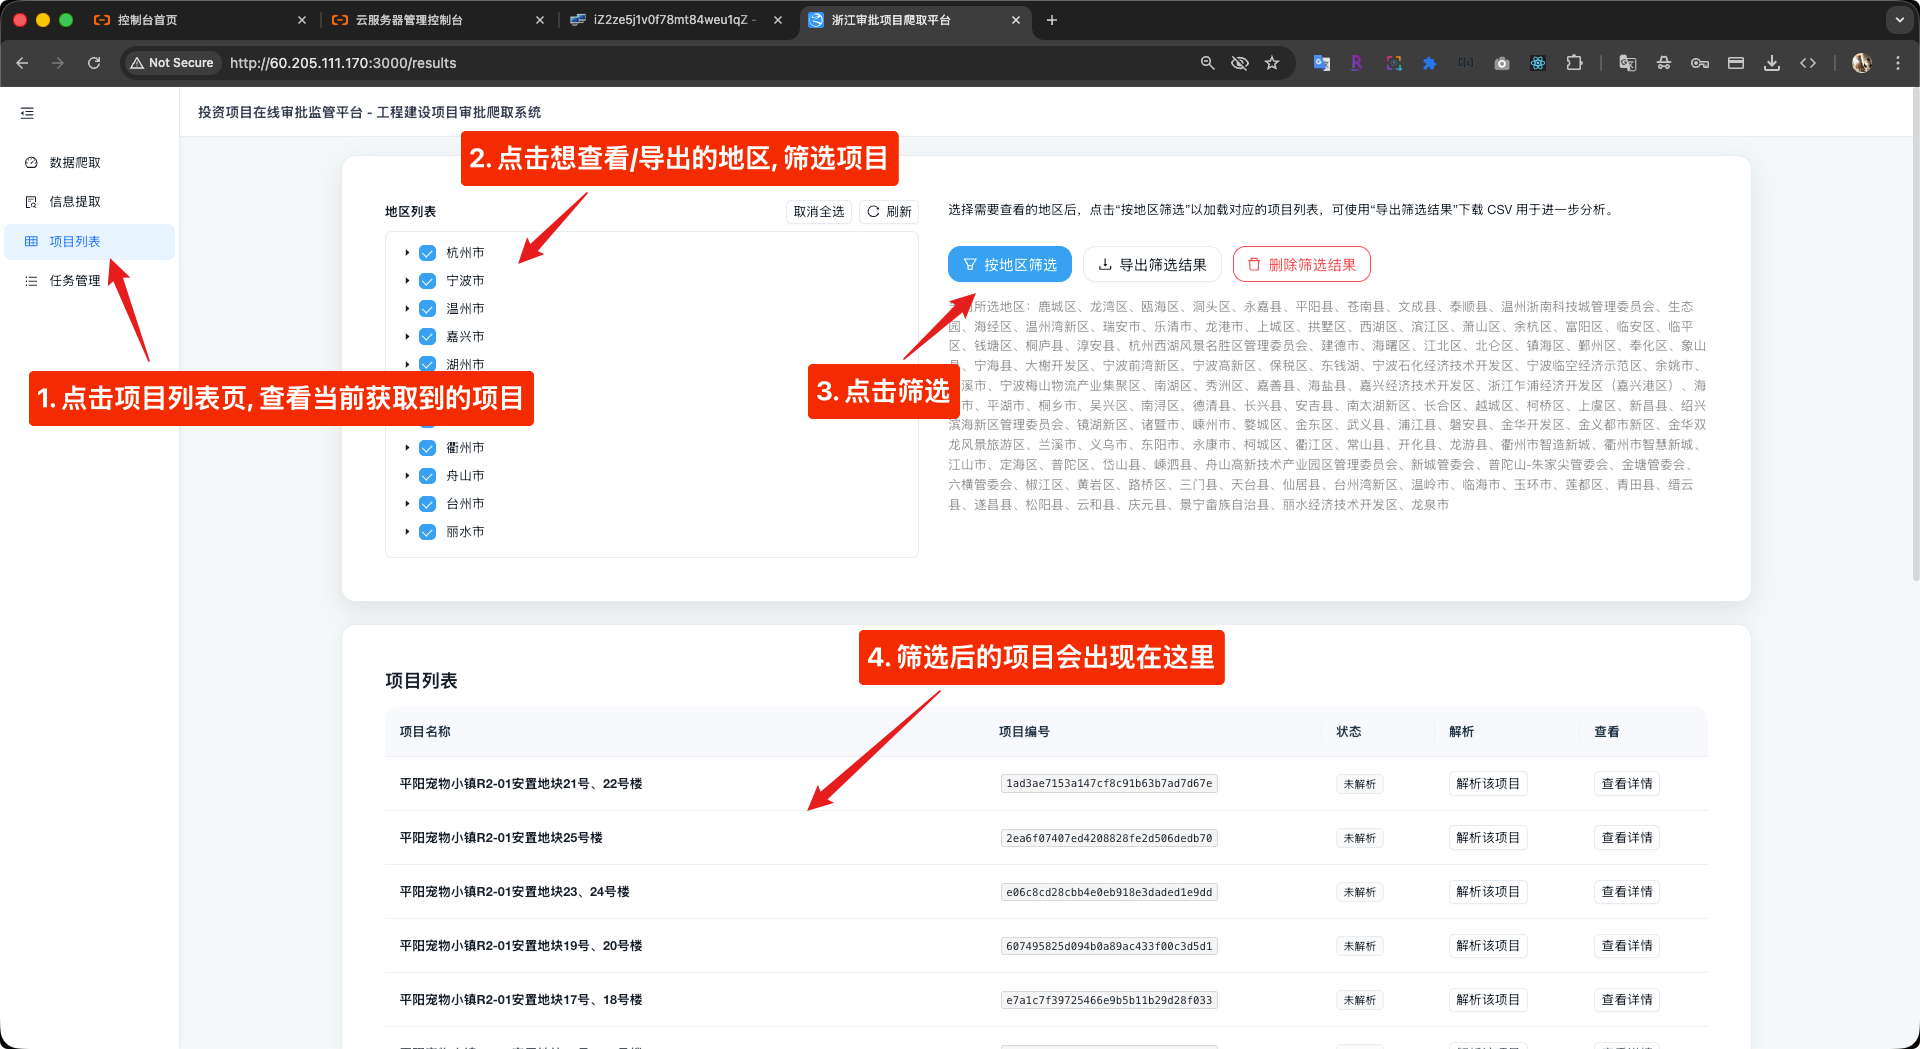 控制台首页
云服务器管理控制台
iZ2ze5j1v0f78mt84weu1qZ -
浙江审批项目爬取平台
Not Secure
http://60.205.111.170:3000/results
投资项目在线审批监管平台 - 工程建设项目审批爬取系统
数据爬取
信息提取
项目列表
任务管理
1. 点击项目列表页, 查看当前获取到的项目
2. 点击想查看/导出的地区, 筛选项目
地区列表
取消全选
刷新
杭州市
宁波市
温州市
嘉兴市
湖州市
衢州市
舟山市
台州市
丽水市
选择需要查看的地区后，点击“按地区筛选”以加载对应的项目列表，可使用“导出筛选结果”下载 CSV 用于进一步分析。
按地区筛选
导出筛选结果
删除筛选结果
3. 点击筛选
所选地区：鹿城区、龙湾区、瓯海区、洞头区、永嘉县、平阳县、苍南县、文成县、泰顺县、温州浙南科技城管理委员会、生态
园、海经区、温州湾新区、瑞安市、乐清市、龙港市、上城区、拱墅区、西湖区、滨江区、萧山区、余杭区、富阳区、临安区、临平
区、钱塘区、桐庐县、淳安县、杭州西湖风景名胜区管理委员会、建德市、海曙区、江北区、北仑区、镇海区、鄞州区、奉化区、象山
县、宁海县、大榭开发区、宁波前湾新区、宁波高新区、保税区、东钱湖、宁波石化经济技术开发区、宁波临空经济示范区、余姚市、
溪市、宁波梅山物流产业集聚区、南湖区、秀洲区、嘉善县、海盐县、嘉兴经济技术开发区、浙江乍浦经济开发区（嘉兴港区）、海
市、平湖市、桐乡市、吴兴区、南浔区、德清县、长兴县、安吉县、南太湖新区、长合区、越城区、柯桥区、上虞区、新昌县、绍兴
滨海新区管理委员会、镜湖新区、诸暨市、嵊州市、婺城区、金东区、武义县、浦江县、磐安县、金华开发区、金义都市新区、金华双
龙风景旅游区、兰溪市、义乌市、东阳市、永康市、柯城区、衢江区、常山县、开化县、龙游县、衢州市智造新城、衢州市智慧新城、
江山市、定海区、普陀区、岱山县、嵊泗县、舟山高新技术产业园区管理委员会、新城管委会、普陀山-朱家尖管委会、金塘管委会、
六横管委会、椒江区、黄岩区、路桥区、三门县、天台县、仙居县、台州湾新区、温岭市、临海市、玉环市、莲都区、青田县、缙云
县、遂昌县、松阳县、云和县、庆元县、景宁畲族自治县、丽水经济技术开发区、龙泉市
4. 筛选后的项目会出现在这里
项目列表
项目名称 项目编号 状态 解析 查看
平阳宠物小镇R2-01安置地块21号、22号楼 1ad3ae7153a147cf8c91b63b7ad7d67e 未解析 解析该项目 查看详情
平阳宠物小镇R2-01安置地块25号楼 2ea6f07407ed4208828fe2d506dedb70 未解析 解析该项目 查看详情
平阳宠物小镇R2-01安置地块23、24号楼 e06c8cd28cbb4e0eb918e3daded1e9dd 未解析 解析该项目 查看详情
平阳宠物小镇R2-01安置地块19号、20号楼 607495825d094b0a89ac433f00c3d5d1 未解析 解析该项目 查看详情
平阳宠物小镇R2-01安置地块17号、18号楼 e7a1c7f39725466e9b5b11b29d28f033 未解析 解析该项目 查看详情